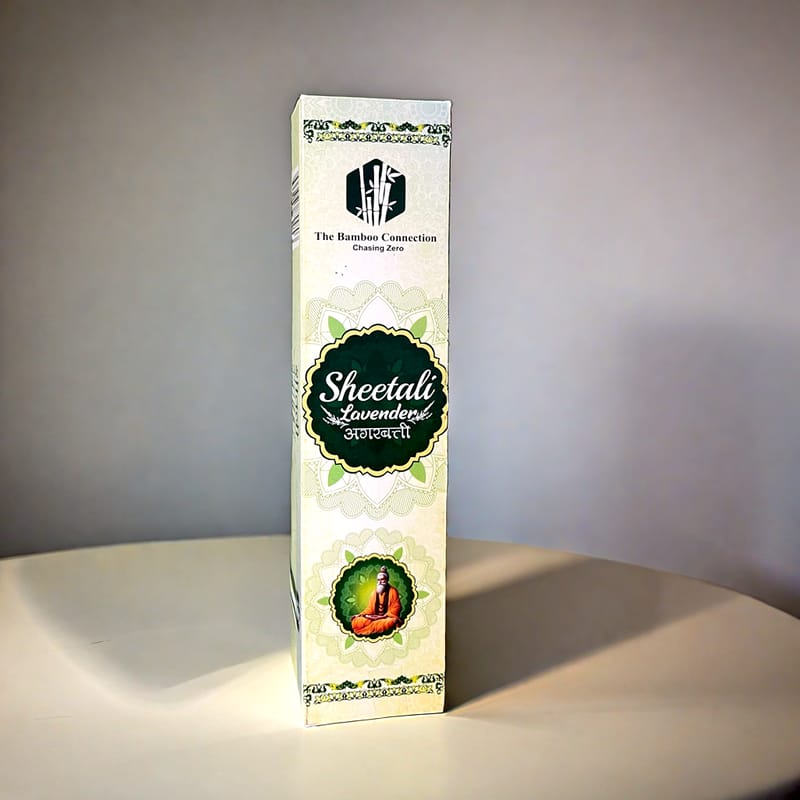 The Bamboo Connection
Chasing Zero
Sheetali
Lavender
अगरबत्ती